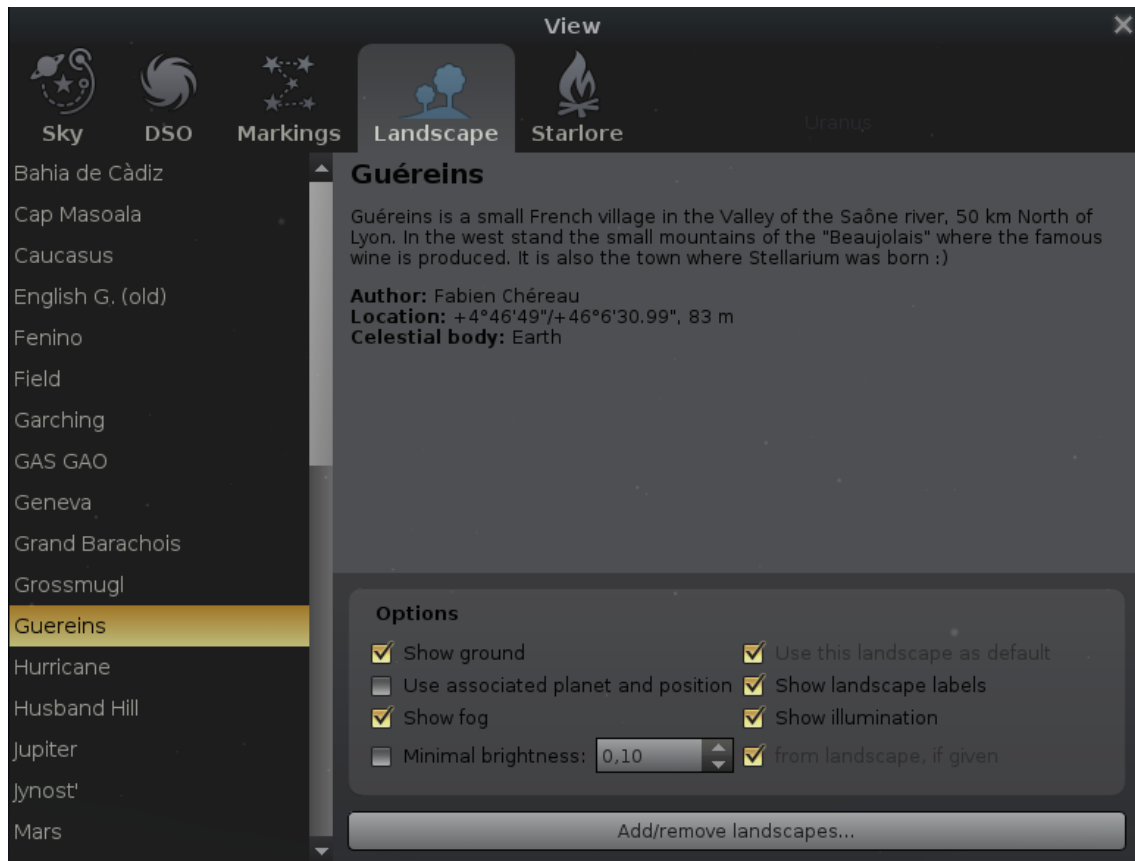 View
Sky
DSO
Markings
Landscape
Starlore
Uranus
Bahia de Càdiz
Cap Masoala
Caucasus
English G. (old)
Fenino
Field
Garching
GAS GAO
Geneva
Grand Barachois
Grossmugl
Guereins
Hurricane
Husband Hill
Jupiter
Jynost'
Mars
Guéreins
Guéreins is a small French village in the Valley of the Saône river, 50 km North of
Lyon. In the west stand the small mountains of the "Beaujolais" where the famous
wine is produced. It is also the town where Stellarium was born :)
Author: Fabien Chéreau
Location: +4°46'49"/+46°6'30.99", 83 m
Celestial body: Earth
Options
Show ground
Use this landscape as default
Use associated planet and position
Show landscape labels
Show fog
Show illumination
Minimal brightness: 0,10
from landscape, if given
Add/remove landscapes...